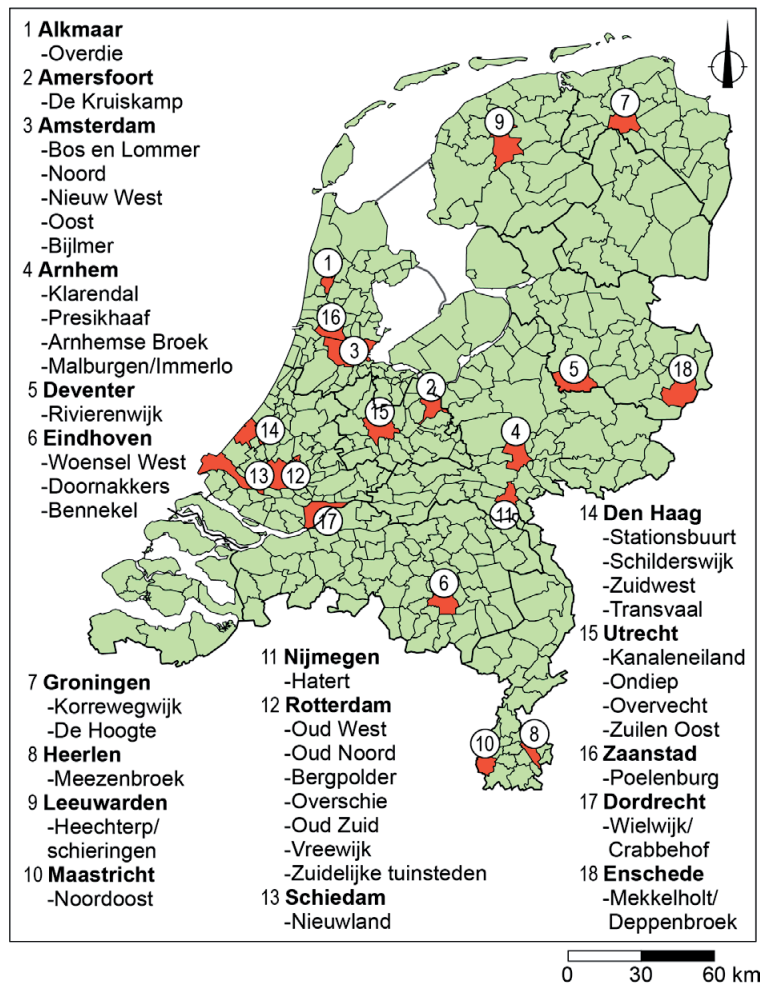 1 Alkmaar
-Overdie
2 Amersfoort
-De Kruiskamp
3 Amsterdam
-Bos en Lommer
-Noord
-Nieuw West
-Oost
-Bijlmer
4 Arnhem
-Klarendal
-Presikhaaf
-Arnhemse Broek
-Malburgen/Immerlo
5 Deventer
-Rivierenwijk
6 Eindhoven
-Woensel West
-Doornakkers
-Bennekel
7 Groningen
-Korrewegwijk
-De Hoogte
8 Heerlen
-Meezenbroek
9 Leeuwarden
-Heechterp/
schieringen
10 Maastricht
-Noordoost
11 Nijmegen
-Hatert
12 Rotterdam
-Oud West
-Oud Noord
-Bergpolder
-Overschie
-Oud Zuid
-Vreewijk
-Zuidelijke tuinsteden
13 Schiedam
-Nieuwland
14 Den Haag
-Stationsbuurt
-Schilderswijk
-Zuidwest
-Transvaal
15 Utrecht
-Kanaleneiland
-Ondiep
-Overvecht
-Zuilen Oost
16 Zaanstad
-Poelenburg
17 Dordrecht
-Wielwijk/
Crabbehof
18 Enschede
-Mekkelholt/
Deppenbroek
7
9
1
16
3
2
5
18
15
14
4
13 12
11
17
6
10
8
0 30 60 km